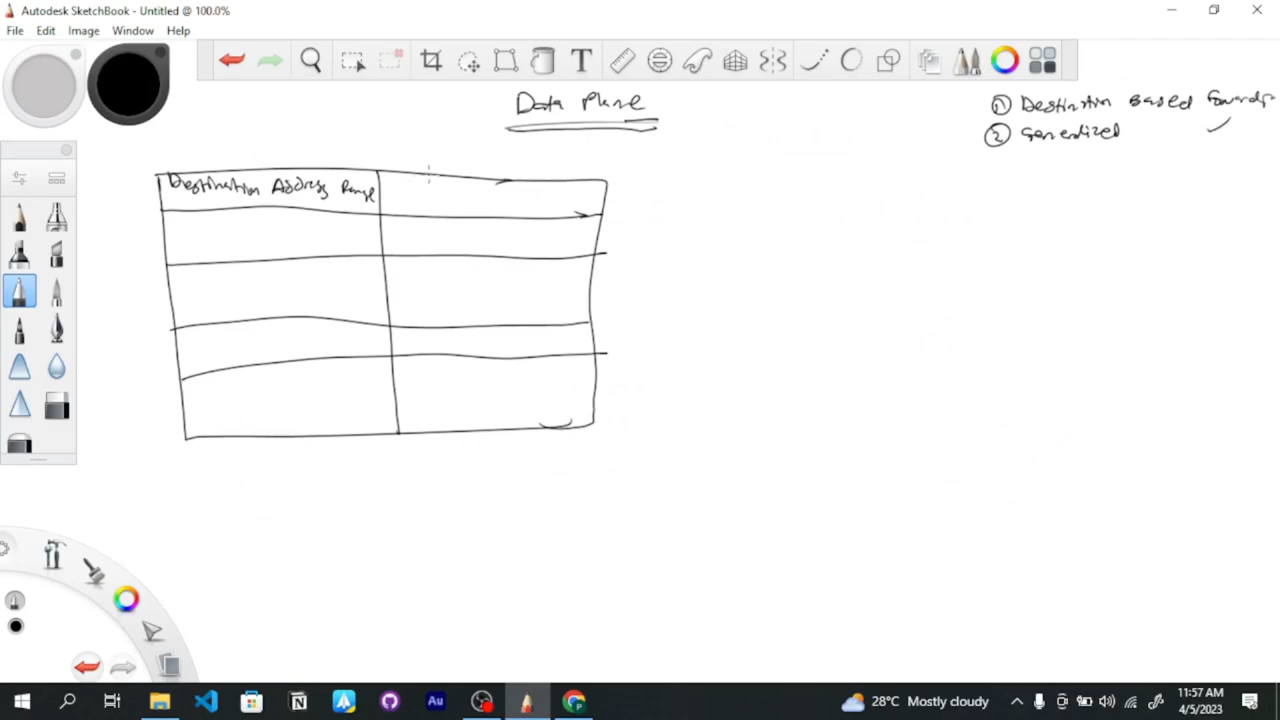 Autodesk SketchBook - Untitled @ 100.0%
File Edit Image Window Help
Data Plane
① Destination Based
② Generalized
Destination Address Range
28°C Mostly cloudy
11:57 AM
4/5/2023